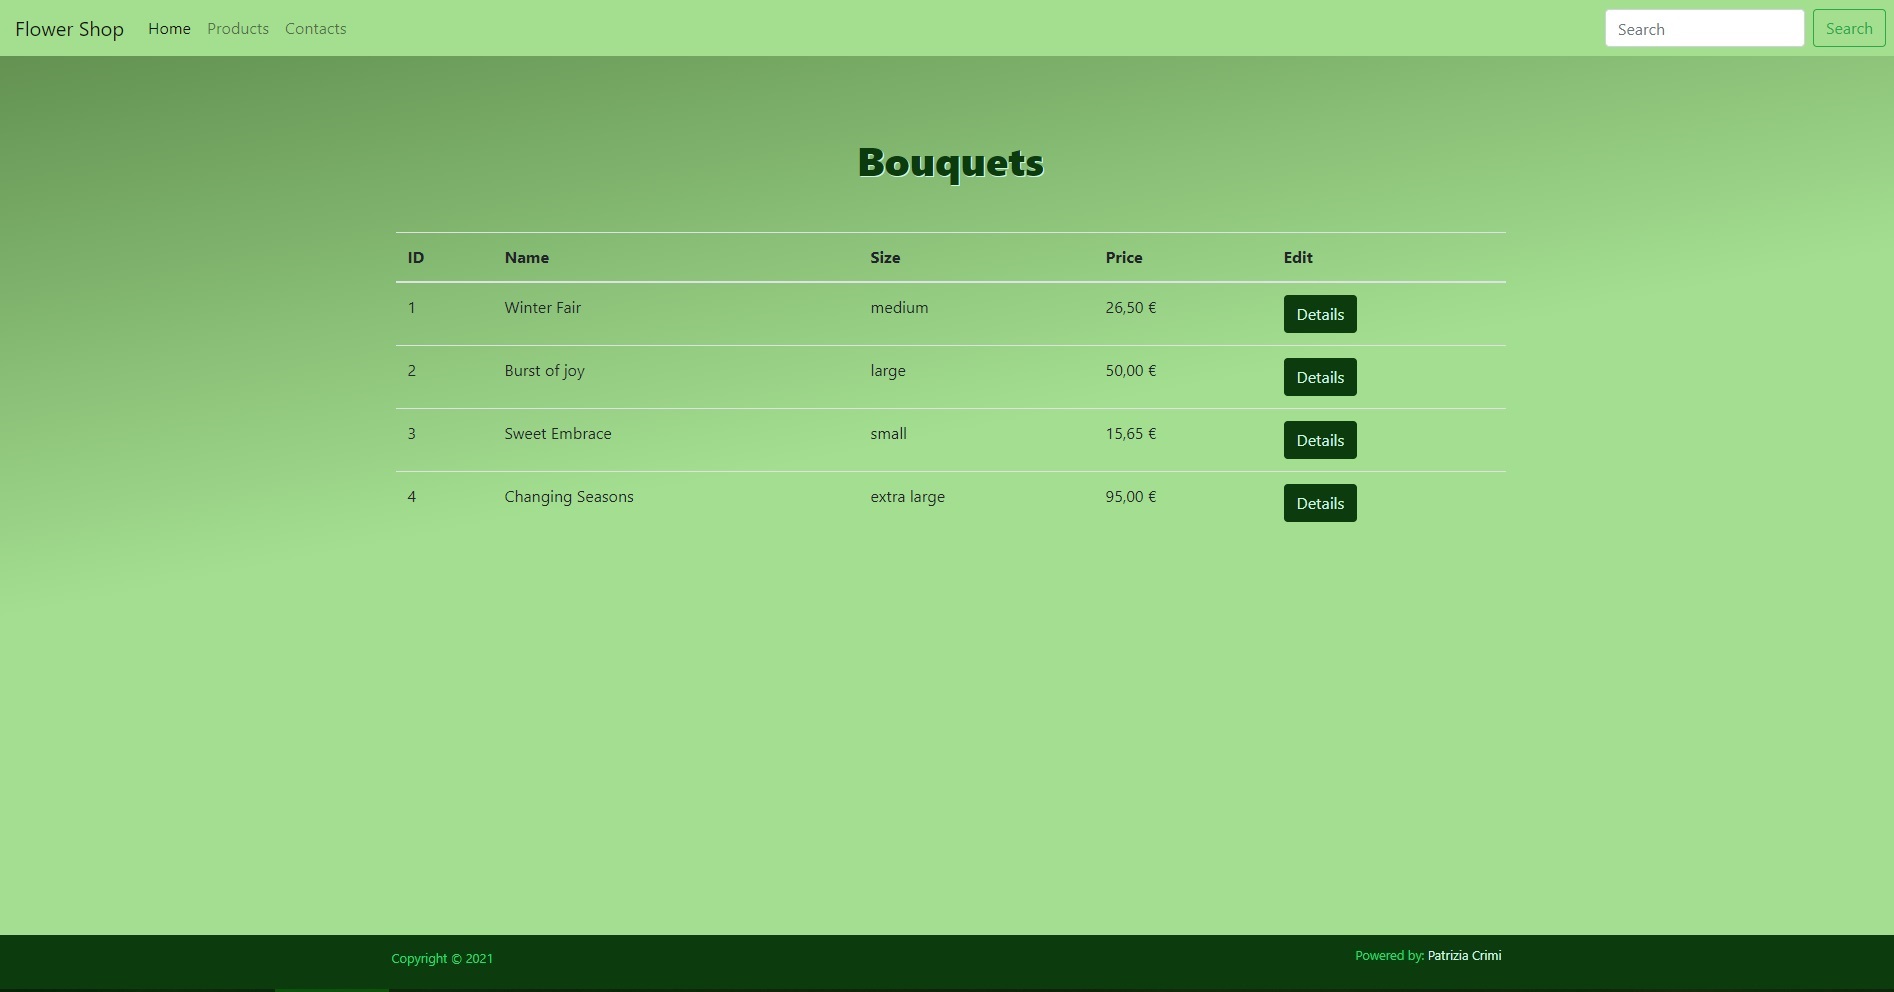 Flower Shop Home Products Contacts Search Search
Bouquets
ID Name Size Price Edit
1 Winter Fair medium 26,50 € Details
2 Burst of joy large 50,00 € Details
3 Sweet Embrace small 15,65 € Details
4 Changing Seasons extra large 95,00 € Details
Copyright © 2021 Powered by: Patrizia Crimi